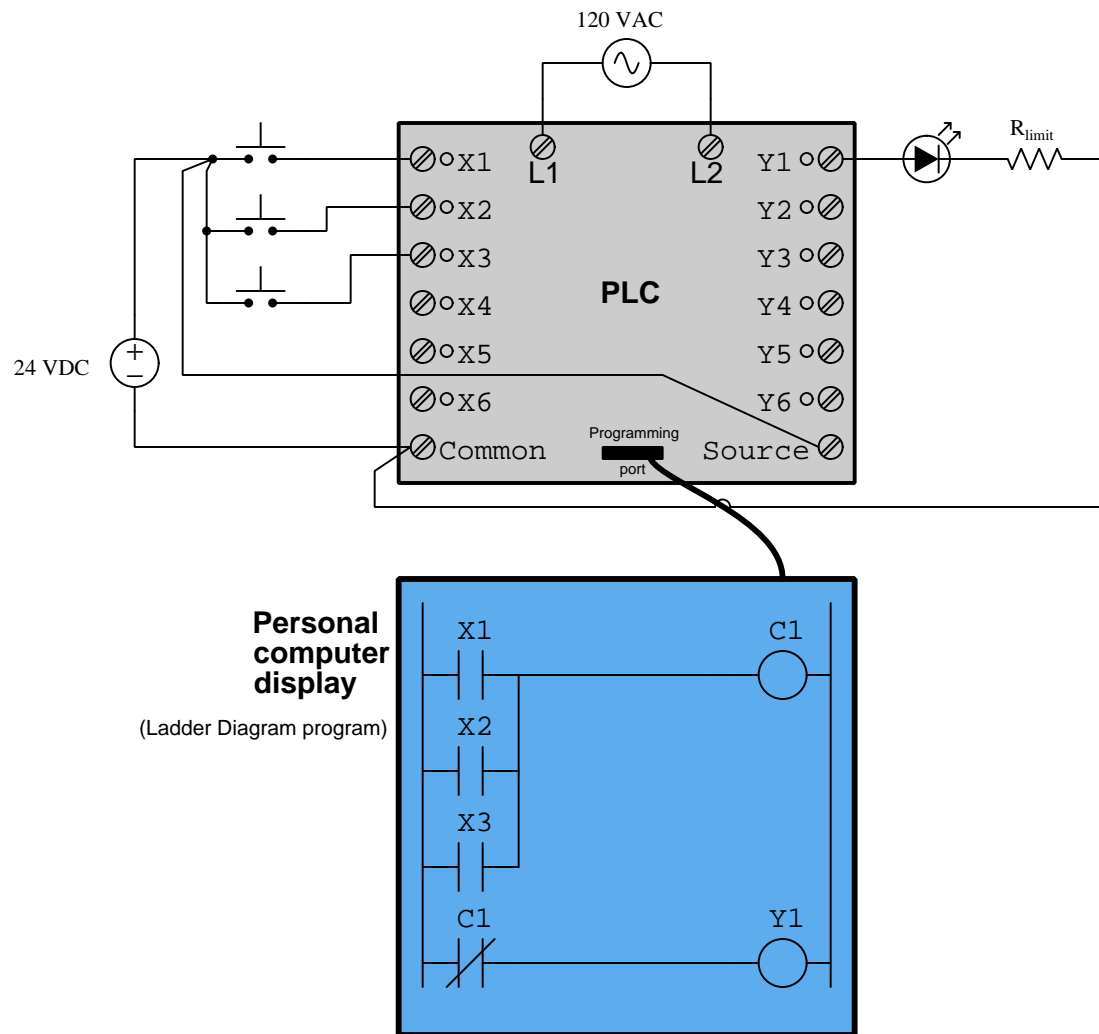 120 VAC
L1 L2
X1 Y1
R limit
X2 Y2
X3 Y3
PLC
X4 Y4
X5 Y5
24 VDC
+
−
X6 Y6
Common
Programming
port
Source
Personal
computer
display
(Ladder Diagram program)
X1 C1
X2
X3
C1 Y1